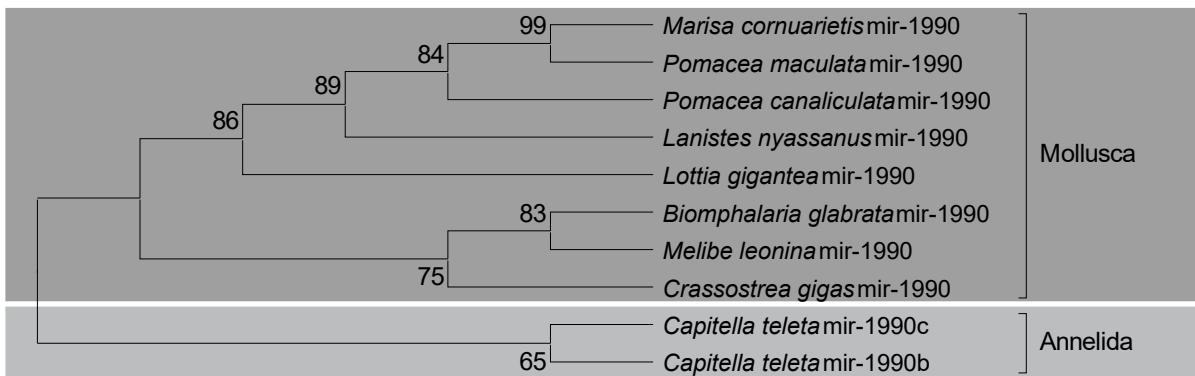 99
Marisa cornuarietis mir-1990
84
Pomacea maculata mir-1990
89
Pomacea canaliculata mir-1990
86
Lanistes nyassanus mir-1990
Mollusca
Lottia gigantea mir-1990
83
Biomphalaria glabrata mir-1990
Melibe leonina mir-1990
75
Crassostrea gigas mir-1990
Capitella teleta mir-1990c
Annelida
65
Capitella teleta mir-1990b